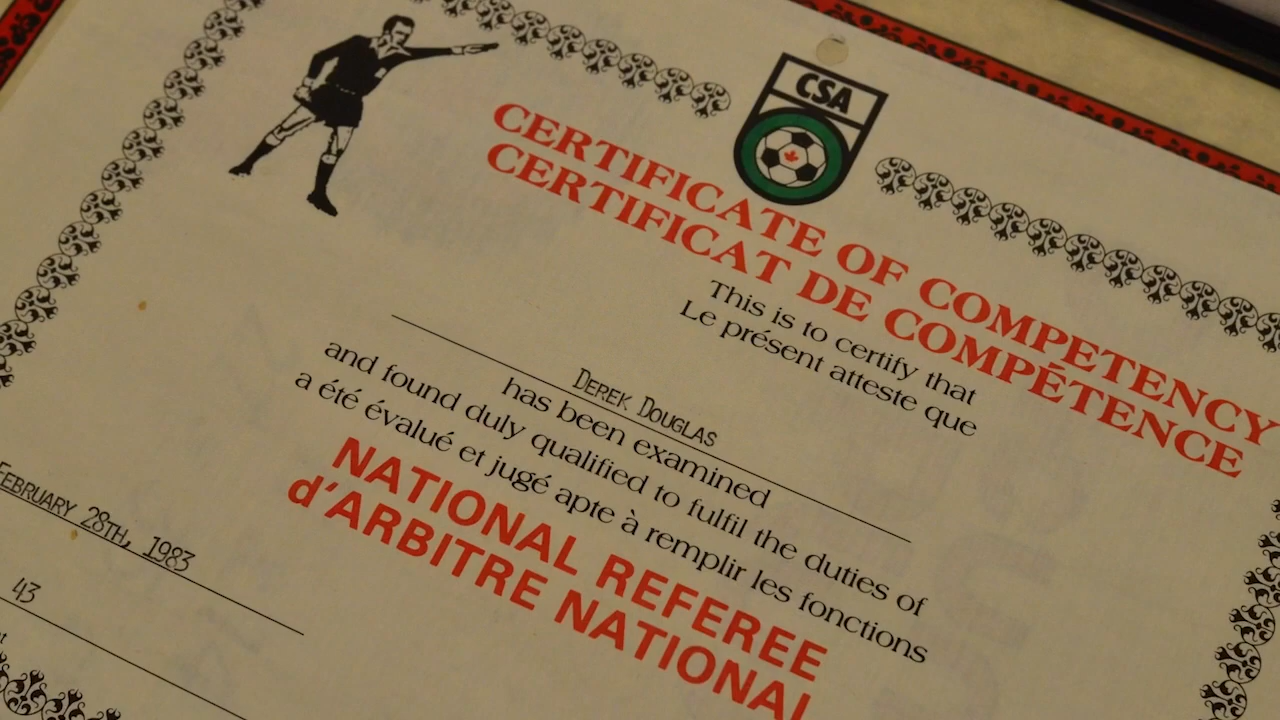 CSA
CERTIFICATE OF COMPETENCY
CERTIFICAT DE COMPÉTENCE
This is to certify that
Le présent atteste que
DEREK DOUGLAS
has been examined
and found duly qualified to fulfil the duties of
a été évalué et jugé apte à remplir les fonctions
NATIONAL REFEREE
d'ARBITRE NATIONAL
FEBRUARY 28TH, 1983
43